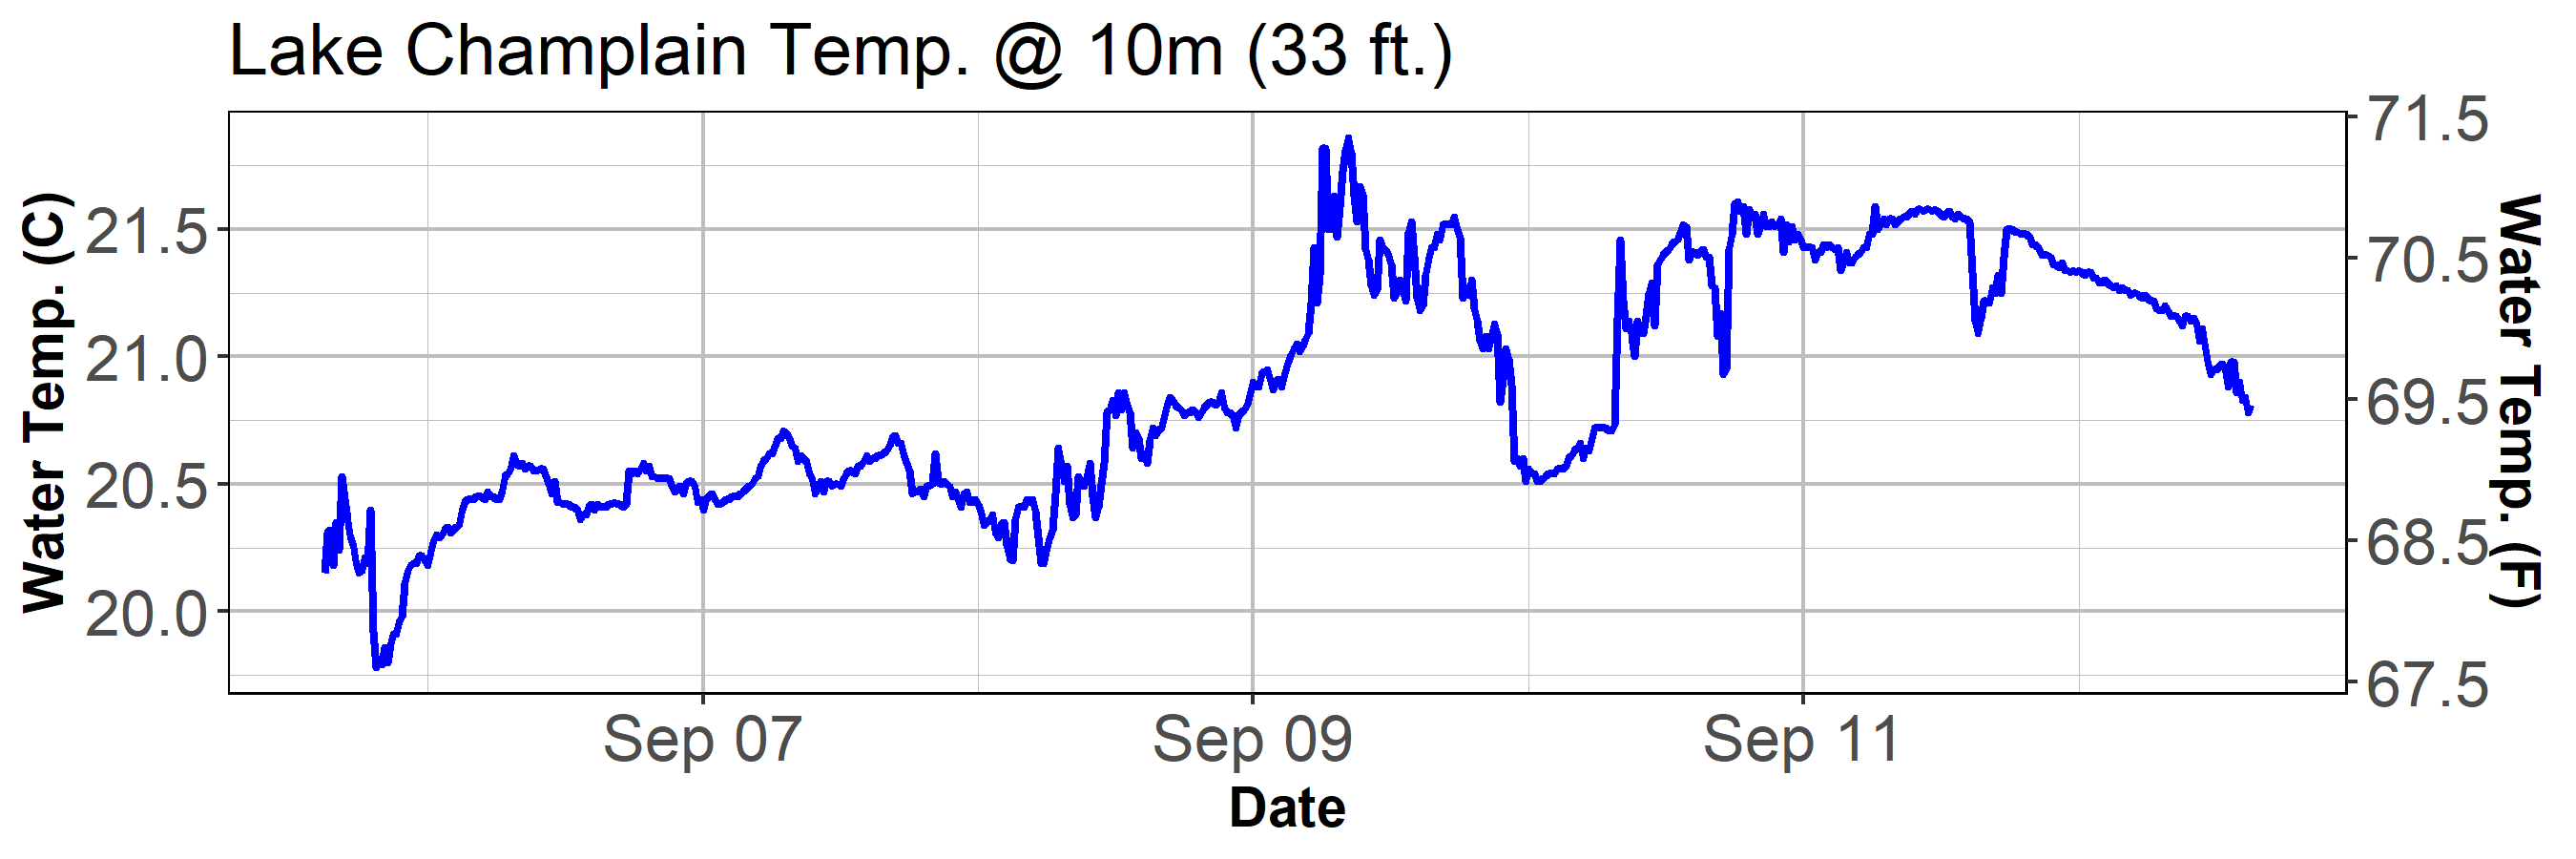 Lake Champlain Temp. @ 10m (33 ft.)
Water Temp. (C)
21.5
21.0
20.5
20.0
71.5
70.5
69.5
68.5
67.5
Water Temp. (F)
Sep 07
Sep 09
Sep 11
Date